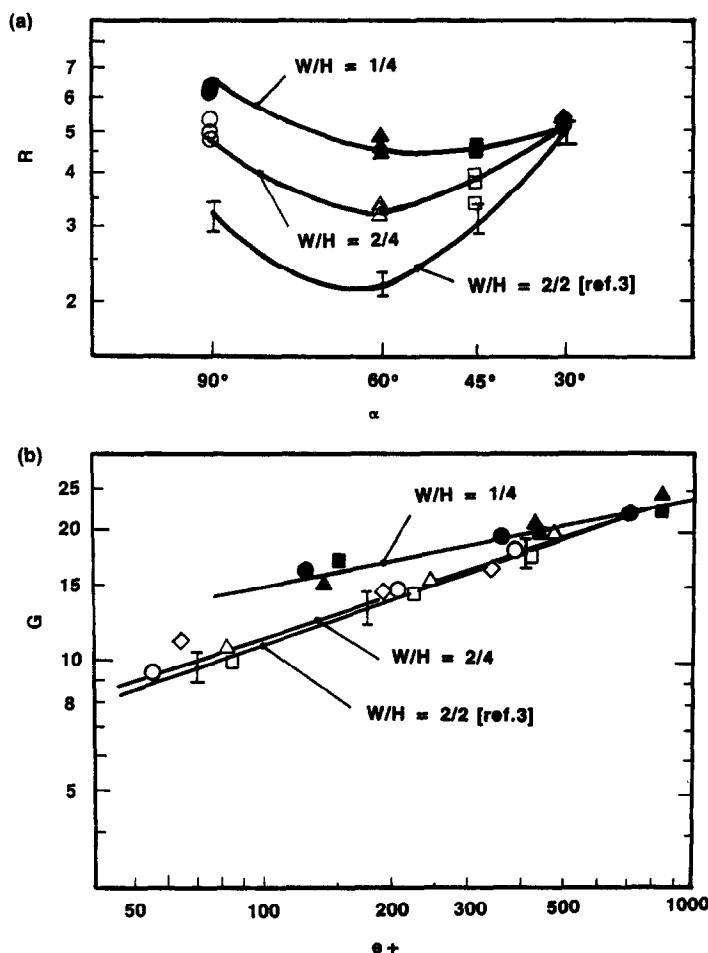 (a)
7
6
5
4
3
2
R
W/H = 1/4
W/H = 2/4
W/H = 2/2 [ref.3]
90°
60°
45°
30°
α
(b)
25
20
15
10
8
5
G
W/H = 1/4
W/H = 2/4
W/H = 2/2 [ref.3]
50
100
200
300
500
1000
e+